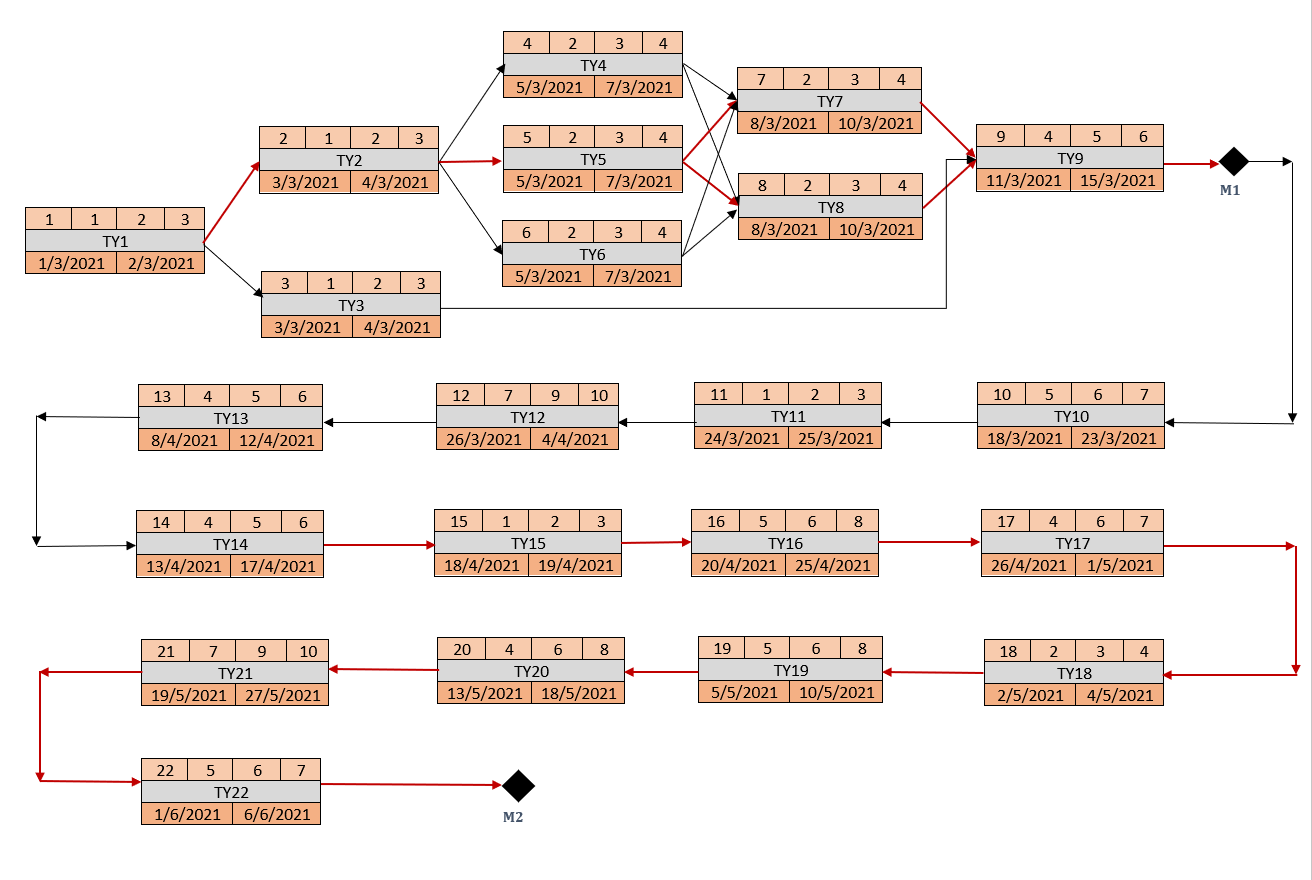 4 2 3 4
TY4
5/3/2021 7/3/2021
7 2 3 4
TY7
8/3/2021 10/3/2021
2 1 2 3
TY2
3/3/2021 4/3/2021
5 2 3 4
TY5
5/3/2021 7/3/2021
9 4 5 6
TY9
11/3/2021 15/3/2021
M1
8 2 3 4
TY8
8/3/2021 10/3/2021
1 1 2 3
TY1
1/3/2021 2/3/2021
6 2 3 4
TY6
5/3/2021 7/3/2021
3 1 2 3
TY3
3/3/2021 4/3/2021
13 4 5 6
TY13
8/4/2021 12/4/2021
12 7 9 10
TY12
26/3/2021 4/4/2021
11 1 2 3
TY11
24/3/2021 25/3/2021
10 5 6 7
TY10
18/3/2021 23/3/2021
14 4 5 6
TY14
13/4/2021 17/4/2021
15 1 2 3
TY15
18/4/2021 19/4/2021
16 5 6 8
TY16
20/4/2021 25/4/2021
17 4 6 7
TY17
26/4/2021 1/5/2021
21 7 9 10
TY21
19/5/2021 27/5/2021
20 4 6 8
TY20
13/5/2021 18/5/2021
19 5 6 8
TY19
5/5/2021 10/5/2021
18 2 3 4
TY18
2/5/2021 4/5/2021
22 5 6 7
TY22
1/6/2021 6/6/2021
M2